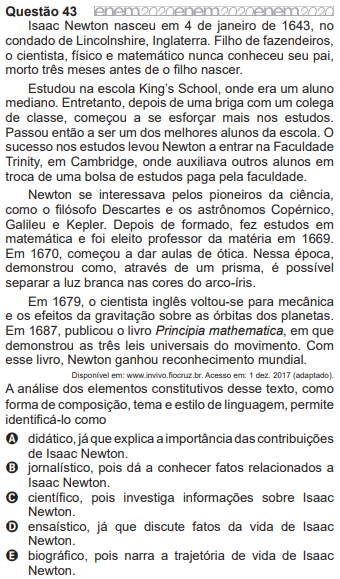 Questão 43 enem2020enem2020enem2020
Isaac Newton nasceu em 4 de janeiro de 1643, no
condado de Lincolnshire, Inglaterra. Filho de fazendeiros,
o cientista, físico e matemático nunca conheceu seu pai,
morto três meses antes de o filho nascer.
Estudou na escola King's School, onde era um aluno
mediano. Entretanto, depois de uma briga com um colega
de classe, começou a se esforçar mais nos estudos.
Passou então a ser um dos melhores alunos da escola. O
sucesso nos estudos levou Newton a entrar na Faculdade
Trinity, em Cambridge, onde auxiliava outros alunos em
troca de uma bolsa de estudos paga pela faculdade.
Newton se interessava pelos pioneiros da ciência,
como o filósofo Descartes e os astrônomos Copérnico,
Galileu e Kepler. Depois de formado, fez estudos em
matemática e foi eleito professor da matéria em 1669.
Em 1670, começou a dar aulas de ótica. Nessa época,
demonstrou como, através de um prisma, é possível
separar a luz branca nas cores do arco-íris.
Em 1679, o cientista inglês voltou-se para mecânica
e os efeitos da gravitação sobre as órbitas dos planetas.
Em 1687, publicou o livro Principia mathematica, em que
demonstrou as três leis universais do movimento. Com
esse livro, Newton ganhou reconhecimento mundial.
Disponível em: www.invivo.fiocruz.br. Acesso em: 1 dez. 2017 (adaptado).
A análise dos elementos constitutivos desse texto, como
forma de composição, tema e estilo de linguagem, permite
identificá-lo como
A didático, já que explica a importância das contribuições
de Isaac Newton.
B jornalístico, pois dá a conhecer fatos relacionados a
Isaac Newton.
C científico, pois investiga informações sobre Isaac
Newton.
D ensaístico, já que discute fatos da vida de Isaac
Newton.
E biográfico, pois narra a trajetória de vida de Isaac
Newton.